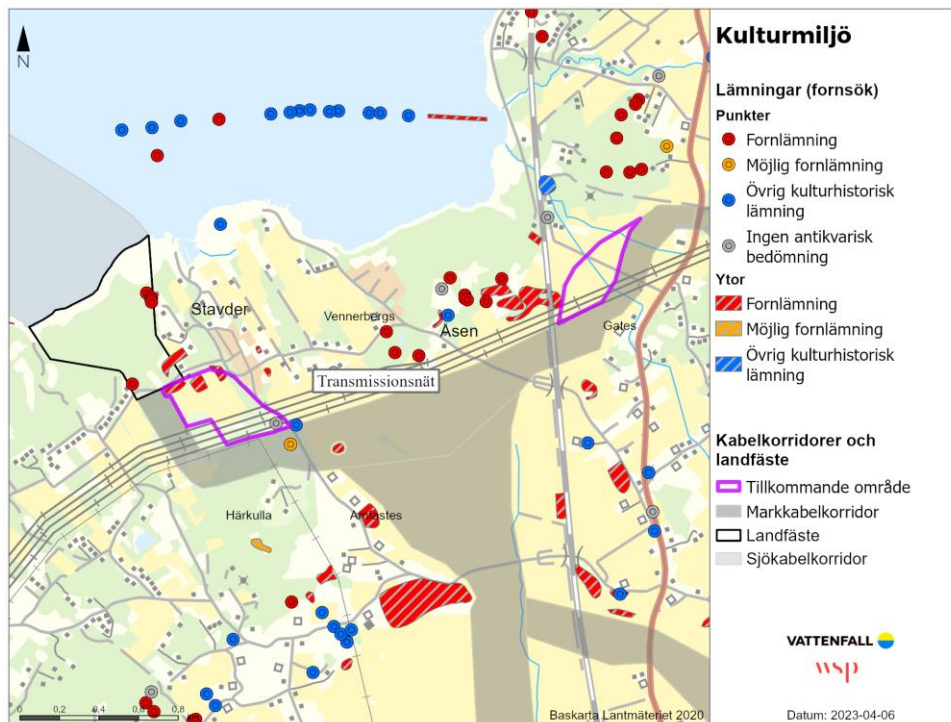 N
Stavder
Vennerbergs
Åsen
Gates
Transmissionsnät
Härkulla
Amfastes
0 0,2 0,4 0,6 0,8
Baskarta Lantmäteriet 2020
Kulturmiljö
Lämningar (fornsök)
Punkter
Fornlämning
Möjlig fornlämning
Övrig kulturhistorisk
lämning
Ingen antikvarisk
bedömning
Ytor
Fornlämning
Möjlig fornlämning
Övrig kulturhistorisk
lämning
Kabelkorridorer och
landfäste
Tillkommande område
Markkabelkorridor
Landfäste
Sjökabelkorridor
VATTENFALL
wsp
Datum: 2023-04-06